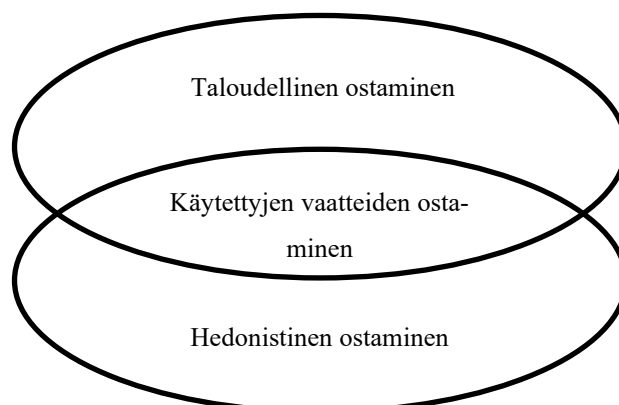 Taloudellinen ostaminen
Käytettyjen vaatteiden osta-
minen
Hedonistinen ostaminen